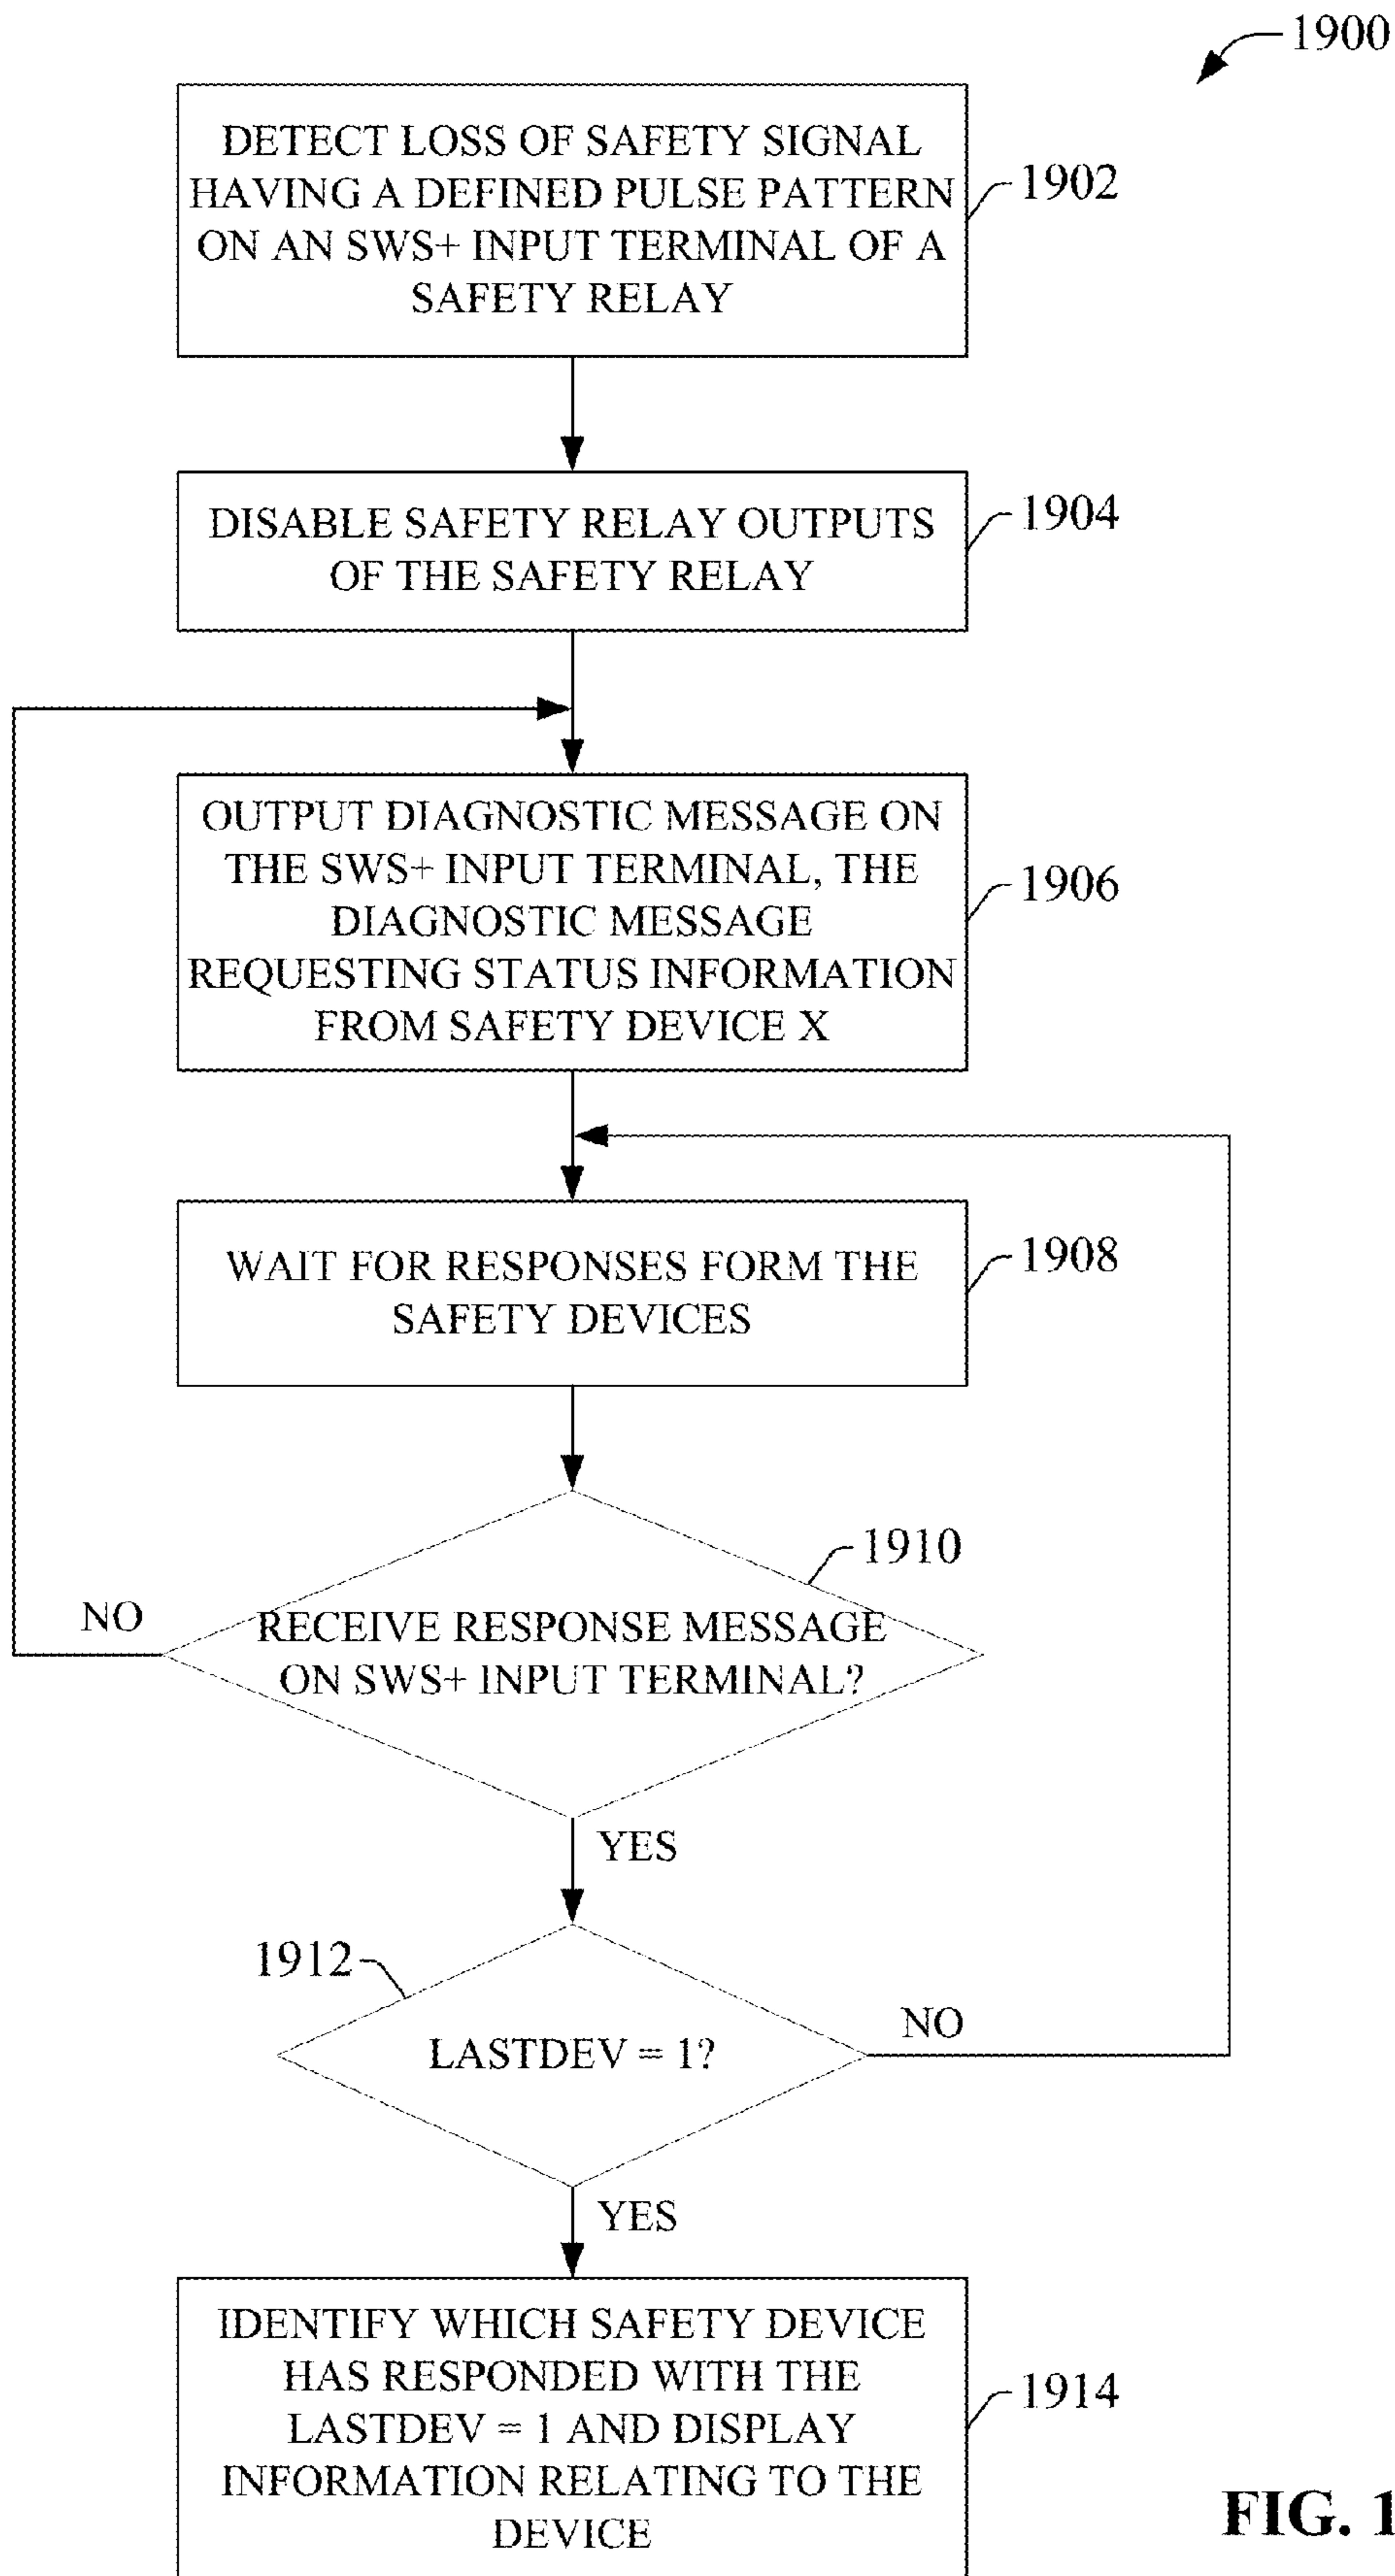 1900
DETECT LOSS OF SAFETY SIGNAL
HAVING A DEFINED PULSE PATTERN
ON AN SWS+ INPUT TERMINAL OF A
SAFETY RELAY
1902
DISABLE SAFETY RELAY OUTPUTS
OF THE SAFETY RELAY
1904
OUTPUT DIAGNOSTIC MESSAGE ON
THE SWS+ INPUT TERMINAL, THE
DIAGNOSTIC MESSAGE
REQUESTING STATUS INFORMATION
FROM SAFETY DEVICE X
1906
WAIT FOR RESPONSES FORM THE
SAFETY DEVICES
1908
1910
NO
RECEIVE RESPONSE MESSAGE
ON SWS+ INPUT TERMINAL?
YES
1912
LASTDEV = 1?
NO
YES
IDENTIFY WHICH SAFETY DEVICE
HAS RESPONDED WITH THE
LASTDEV = 1 AND DISPLAY
INFORMATION RELATING TO THE
DEVICE
1914
FIG. 1